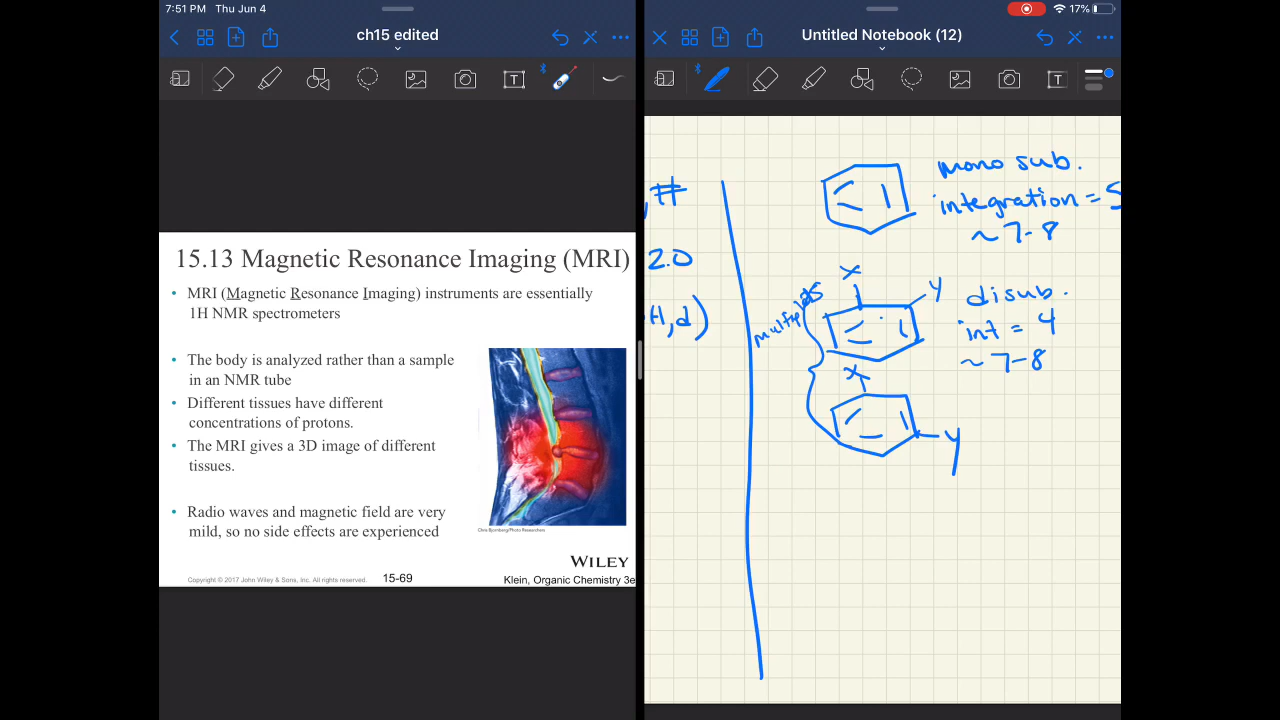 7:51 PM Thu Jun 4
17%
ch15 edited
Untitled Notebook (12)
T
T
15.13 Magnetic Resonance Imaging (MRI)
• MRI (Magnetic Resonance Imaging) instruments are essentially
1H NMR spectrometers
• The body is analyzed rather than a sample
in an NMR tube
• Different tissues have different
concentrations of protons.
• The MRI gives a 3D image of different
tissues.
• Radio waves and magnetic field are very
mild, so no side effects are experienced
Chris Bjornberg/Photo Researchers
WILEY
Copyright © 2017 John Wiley & Sons, Inc. All rights reserved.
15-69
Klein, Organic Chemistry 3e
, #
2.0
H, d)
mono sub.
integration = 5
~ 7-8
X
Y
disub.
int = 4
~ 7-8
X
Y